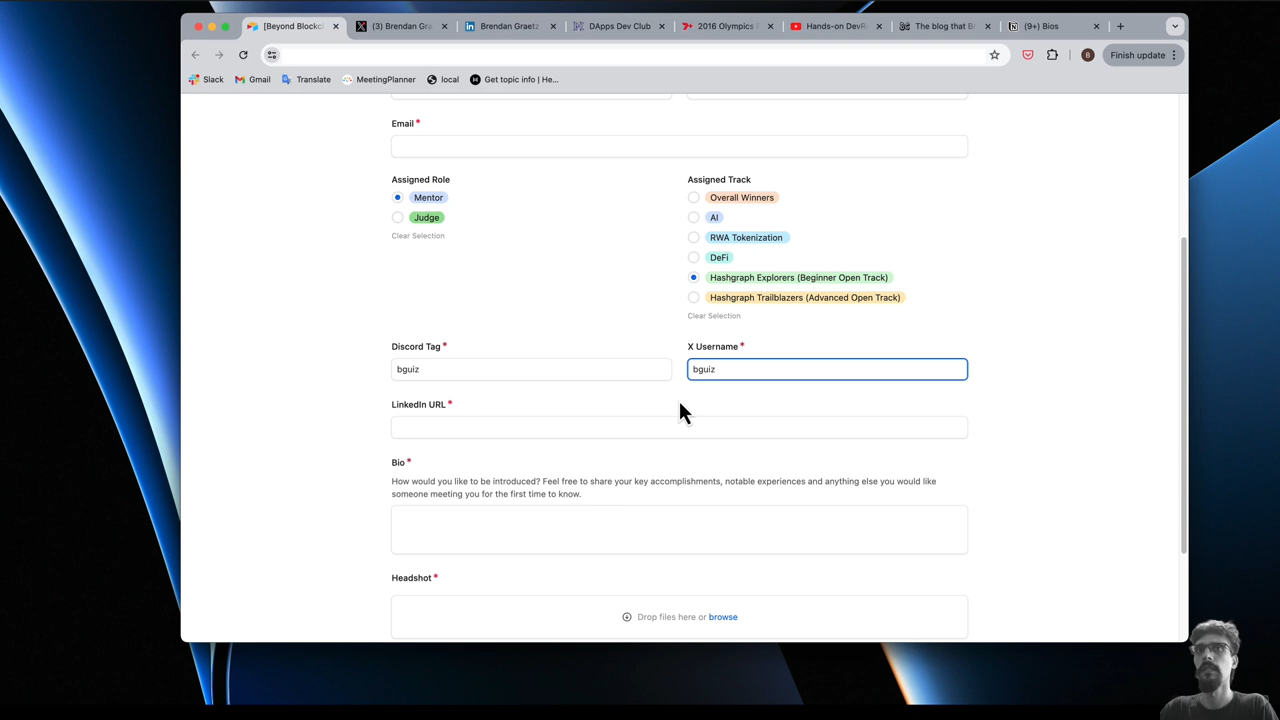 [Beyond Blockc
(3) Brendan Gra
Brendan Graetz
DApps Dev Club
2016 Olympics
Hands-on DevR
The blog that B
(9+) Bios
B
Finish update
Slack
Gmail
Translate
MeetingPlanner
local
Get topic info | He...
Email *
Assigned Role
Assigned Track
Mentor
Judge
Clear Selection
Overall Winners
AI
RWA Tokenization
DeFi
Hashgraph Explorers (Beginner Open Track)
Hashgraph Trailblazers (Advanced Open Track)
Clear Selection
Discord Tag *
X Username *
bguiz
bguiz
LinkedIn URL *
Bio *
How would you like to be introduced? Feel free to share your key accomplishments, notable experiences and anything else you would like
someone meeting you for the first time to know.
Headshot *
Drop files here or browse